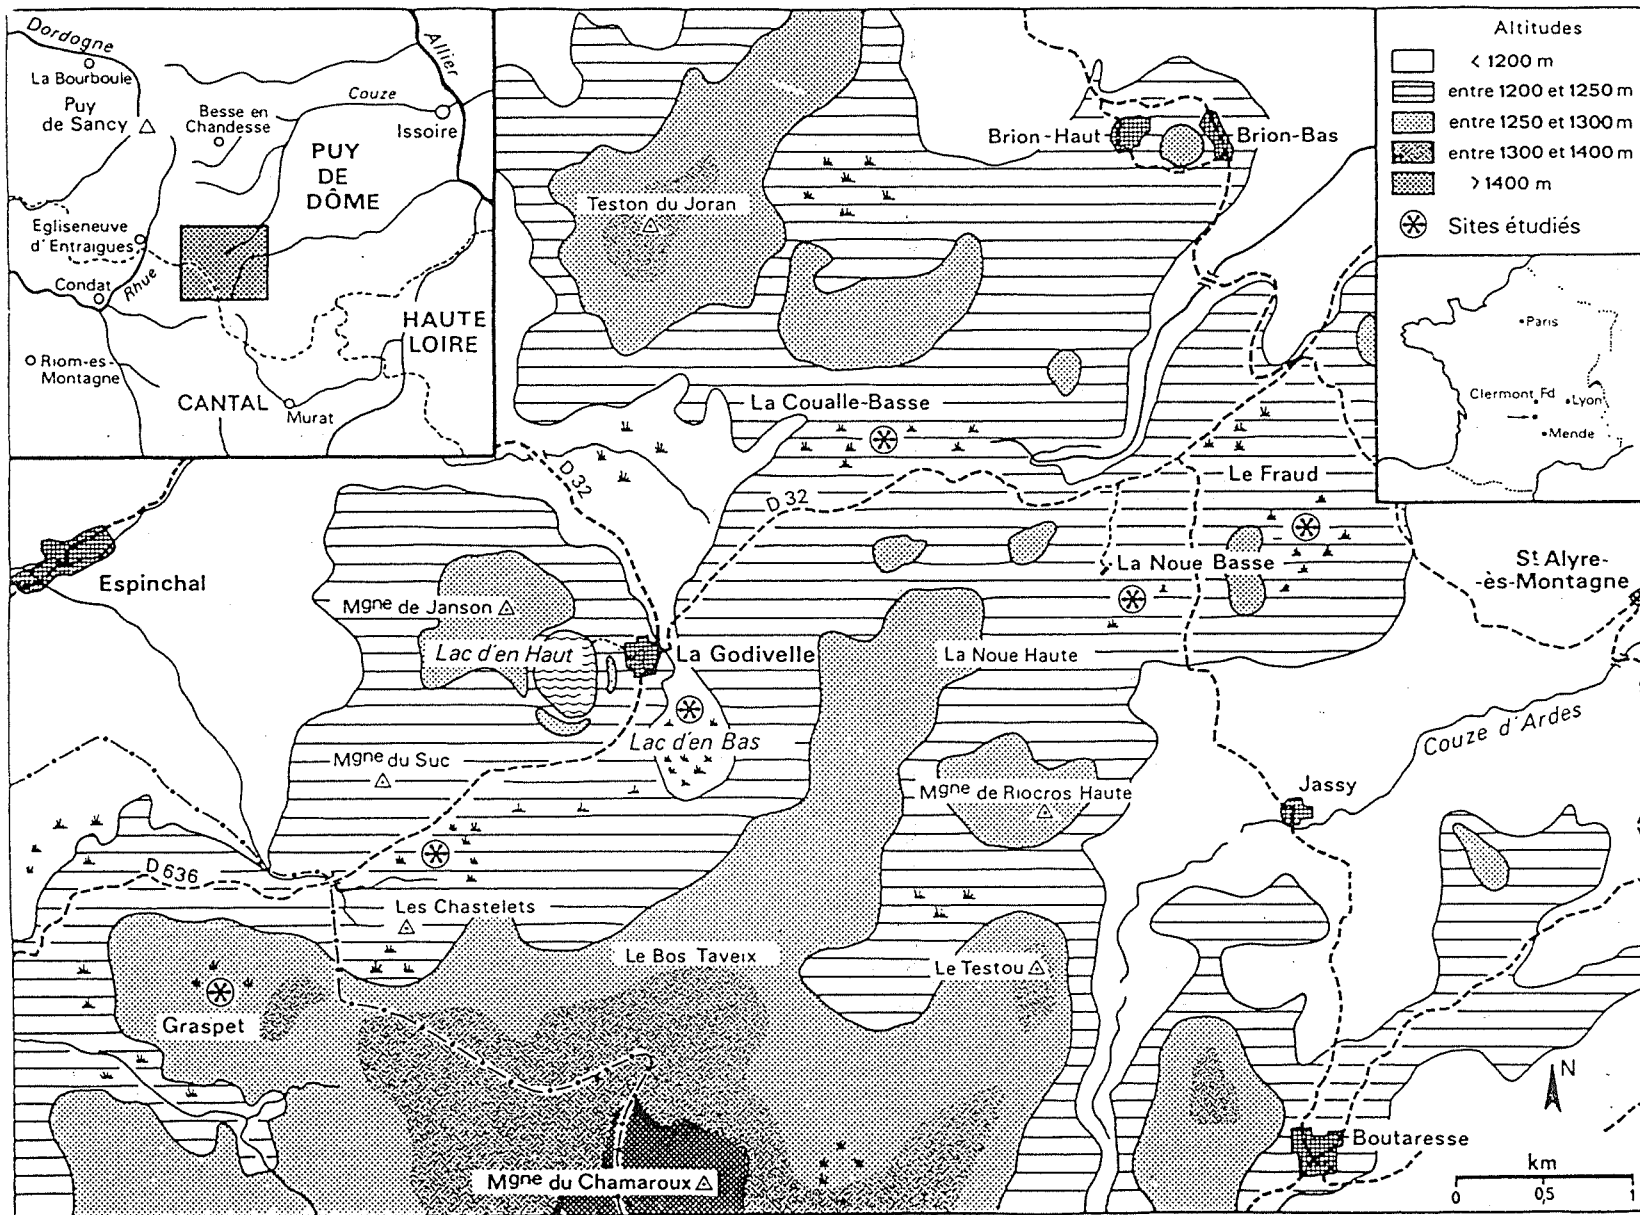 Dordogne
La Bourboule
Puy
de Sancy
Besse en
Chandesse
Couze
Allier
Issoire
PUY
DE
DÔME
Egliseneuve
d'Entraigues
Condat
Rhue
HAUTE
LOIRE
Riom-es-
Montagne
CANTAL
Murat
Altitudes
< 1200 m
entre 1200 et 1250 m
entre 1250 et 1300 m
entre 1300 et 1400 m
> 1400 m
Sites étudiés
Paris
Clermont Fd
Lyon
Mende
Brion-Haut
Brion-Bas
Teston du Joran
La Coualle-Basse
D 32
D 32
Le Fraud
La Noue Basse
St Alyre-
-ès-Montagne
Espinchal
Mgne de Janson
Lac d'en Haut
La Godivelle
La Noue Haute
Lac d'en Bas
Couze d'Ardes
Mgne du Suc
Mgne de Riocros Haute
Jassy
D 636
Les Chastelets
Le Bos Taveix
Le Testou
Graspet
N
Boutaresse
Mgne du Chamaroux
km
0 0,5 1